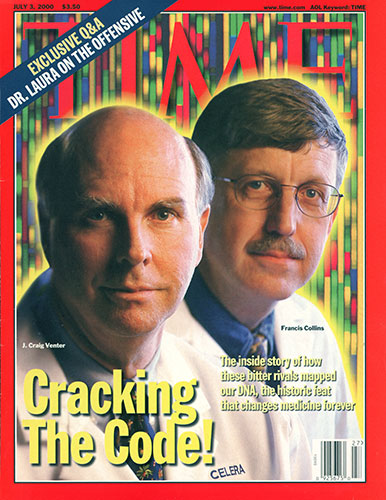 JULY 3, 2000 $3.50
www.time.com AOL Keyword: TIME
EXCLUSIVE Q&A
DR. LAURA ON THE OFFENSIVE
TIME
Francis Collins
J. Craig Venter
The inside story of how
these bitter rivals mapped
our DNA, the historic feat
that changes medicine forever
Cracking
The Code!
CELERA
27